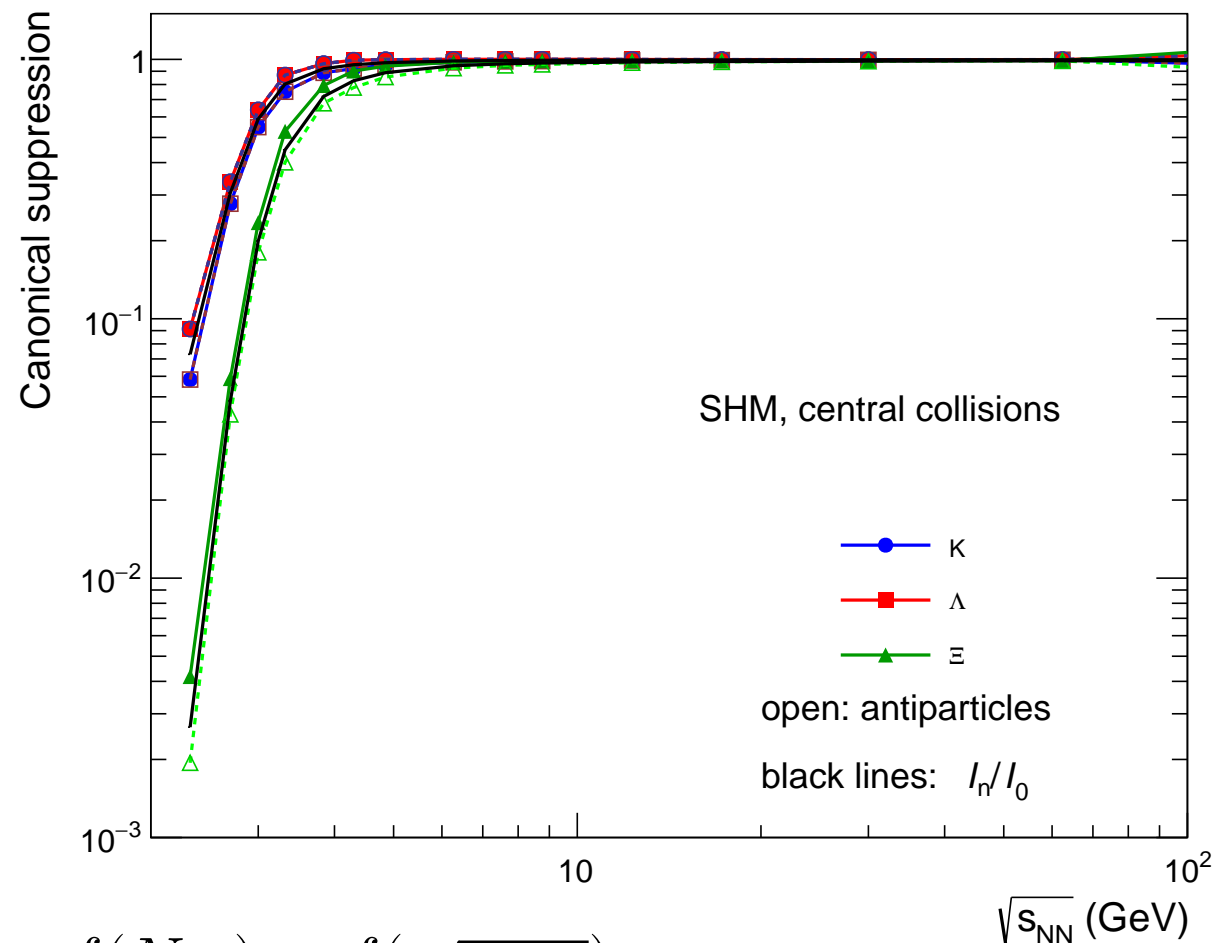 Canonical suppression
1
10⁻¹
10⁻²
10⁻³
SHM, central collisions
K
Λ
Ξ
open: antiparticles
black lines: Iₙ/I₀
10
10²
√sNN (GeV)